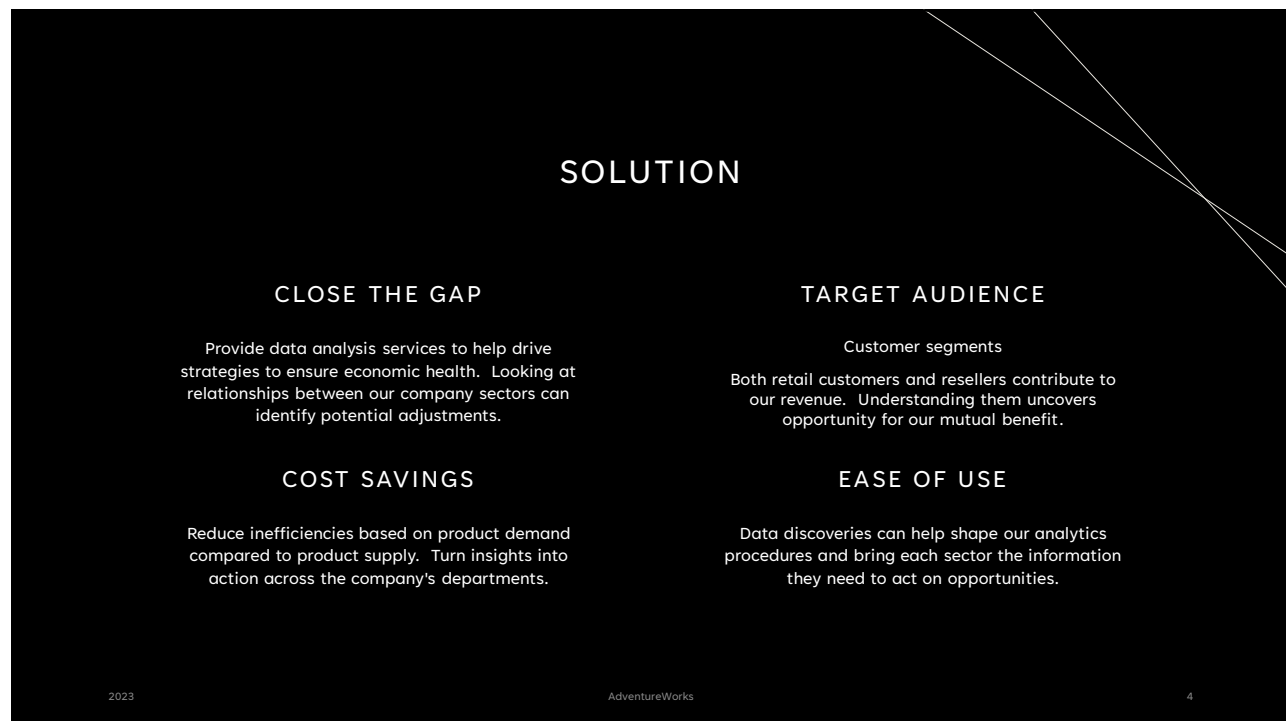 SOLUTION
CLOSE THE GAP
Provide data analysis services to help drive
strategies to ensure economic health.  Looking at
relationships between our company sectors can
identify potential adjustments.
TARGET AUDIENCE
Customer segments
Both retail customers and resellers contribute to
our revenue.  Understanding them uncovers
opportunity for our mutual benefit.
COST SAVINGS
Reduce inefficiencies based on product demand
compared to product supply.  Turn insights into
action across the company's departments.
EASE OF USE
Data discoveries can help shape our analytics
procedures and bring each sector the information
they need to act on opportunities.
2023
AdventureWorks
4